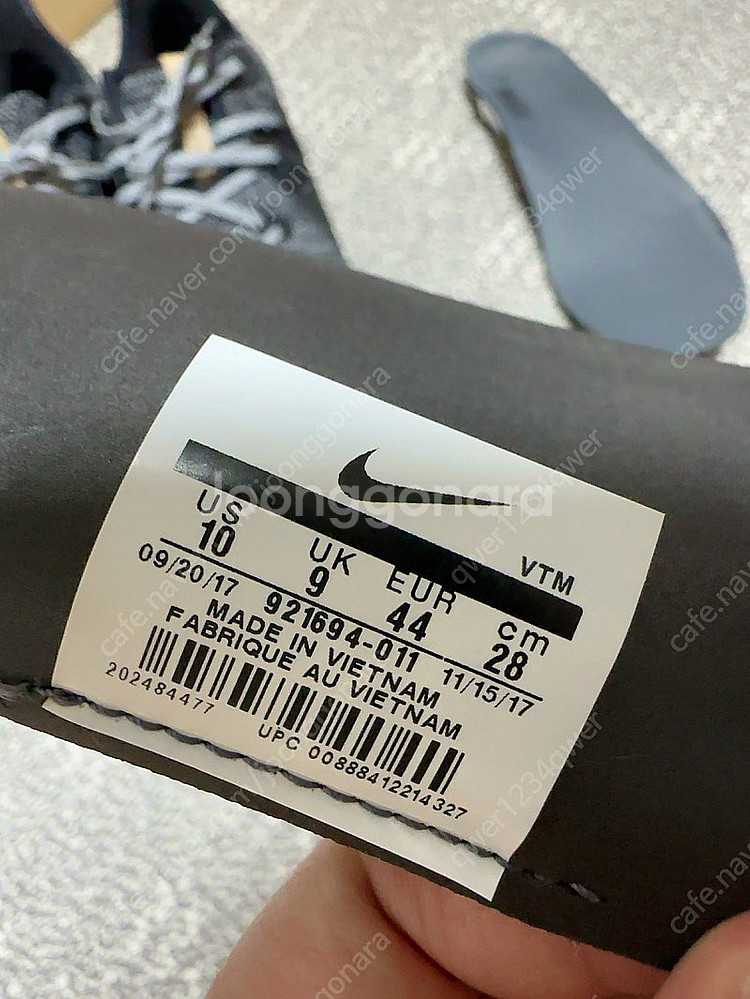 VTM
US UK EUR cm
10 9 44 28
09/20/17 921694-011 11/15/17
MADE IN VIETNAM
FABRIQUE AU VIETNAM
202484477
UPC 00888412214327
Joonggonara
cafe.naver.com/joonggonara
qwer1234qwer